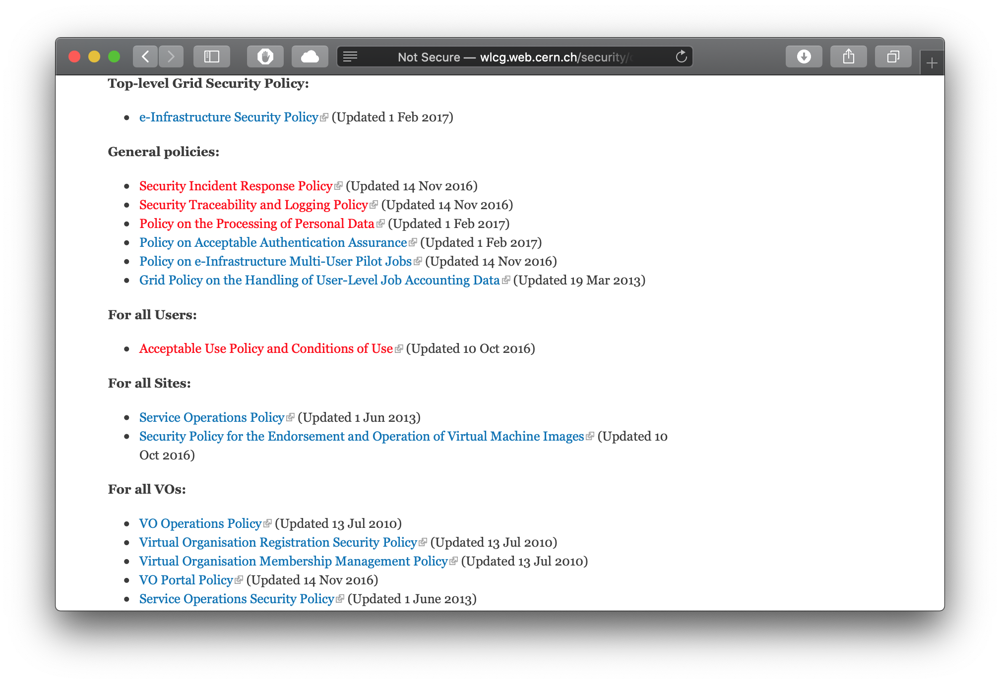 Not Secure — wlcg.web.cern.ch/security/
Top-level Grid Security Policy:
• e-Infrastructure Security Policy (Updated 1 Feb 2017)
General policies:
• Security Incident Response Policy (Updated 14 Nov 2016)
• Security Traceability and Logging Policy (Updated 14 Nov 2016)
• Policy on the Processing of Personal Data (Updated 1 Feb 2017)
• Policy on Acceptable Authentication Assurance (Updated 1 Feb 2017)
• Policy on e-Infrastructure Multi-User Pilot Jobs (Updated 14 Nov 2016)
• Grid Policy on the Handling of User-Level Job Accounting Data (Updated 19 Mar 2013)
For all Users:
• Acceptable Use Policy and Conditions of Use (Updated 10 Oct 2016)
For all Sites:
• Service Operations Policy (Updated 1 Jun 2013)
• Security Policy for the Endorsement and Operation of Virtual Machine Images (Updated 10
Oct 2016)
For all VOs:
• VO Operations Policy (Updated 13 Jul 2010)
• Virtual Organisation Registration Security Policy (Updated 13 Jul 2010)
• Virtual Organisation Membership Management Policy (Updated 13 Jul 2010)
• VO Portal Policy (Updated 14 Nov 2016)
• Service Operations Security Policy (Updated 1 June 2013)